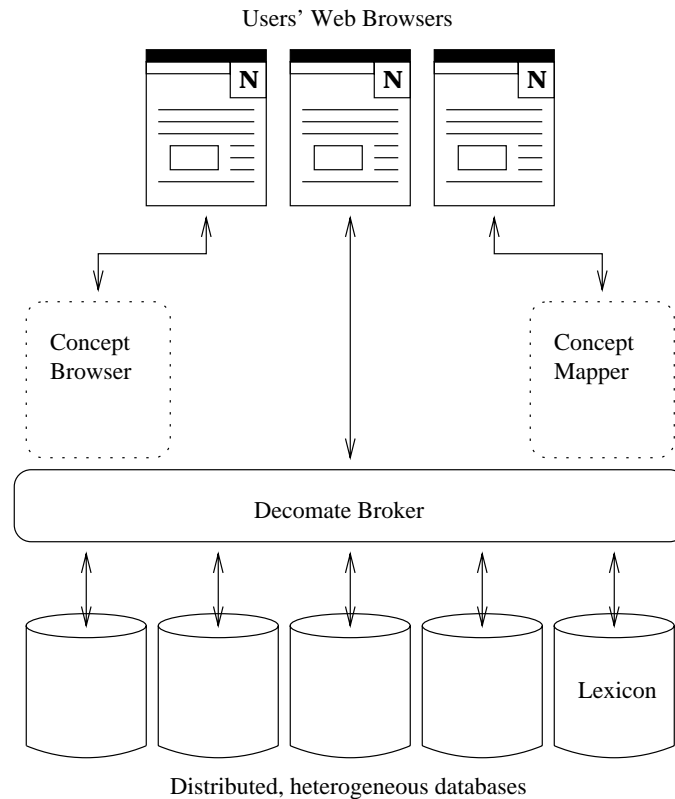 Users’ Web Browsers
N
N
N
Concept
Browser
Concept
Mapper
Decomate Broker
Lexicon
Distributed, heterogeneous databases